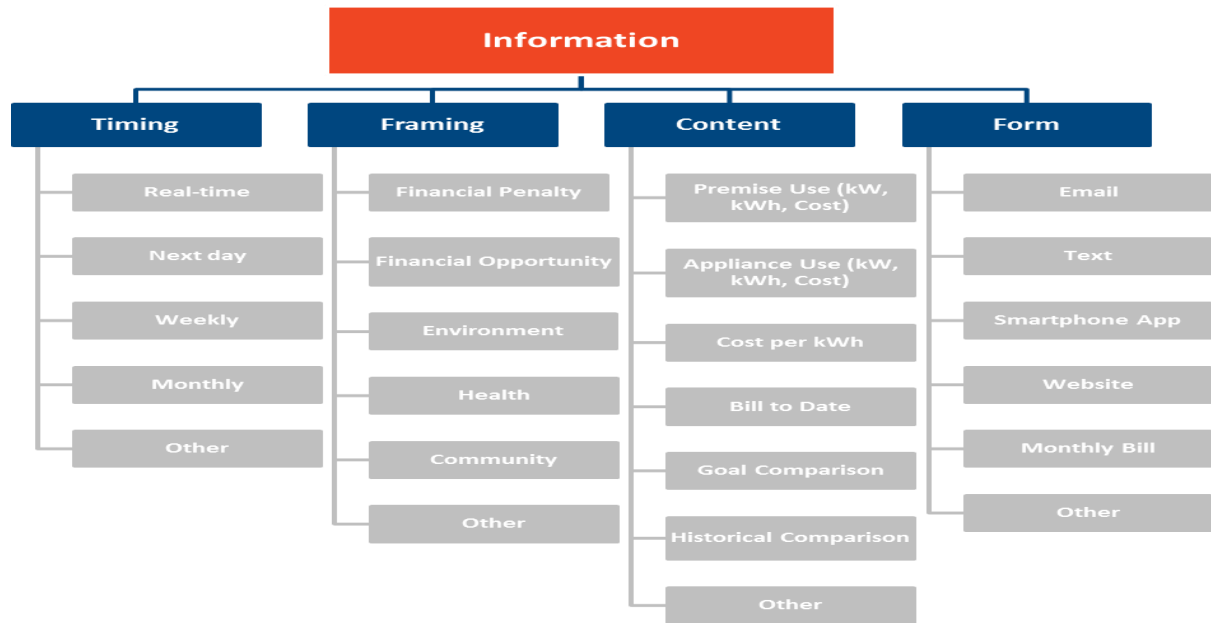 Information
Timing
Real-time
Next day
Weekly
Monthly
Other
Framing
Financial Penalty
Financial Opportunity
Environment
Health
Community
Other
Content
Premise Use (kW,
kWh, Cost)
Appliance Use (kW,
kWh, Cost)
Cost per kWh
Bill to Date
Goal Comparison
Historical Comparison
Other
Form
Email
Text
Smartphone App
Website
Monthly Bill
Other